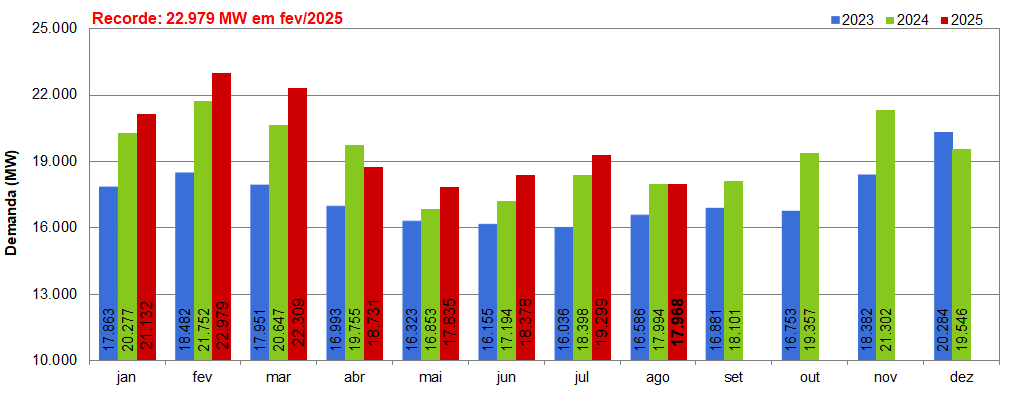 Recorde: 22.979 MW em fev/2025
2023 2024 2025
Demanda (MW)
25.000
22.000
19.000
16.000
13.000
10.000
17.863 20.277 21.132
18.482 21.752 22.979
17.951 20.647 22.309
16.993 19.755 18.731
16.323 16.853 17.835
16.155 17.194 18.378
16.036 18.398 19.299
16.586 17.994 17.968
16.881 18.101
16.753 19.357
18.382 21.302
20.284 19.546
jan fev mar abr mai jun jul ago set out nov dez